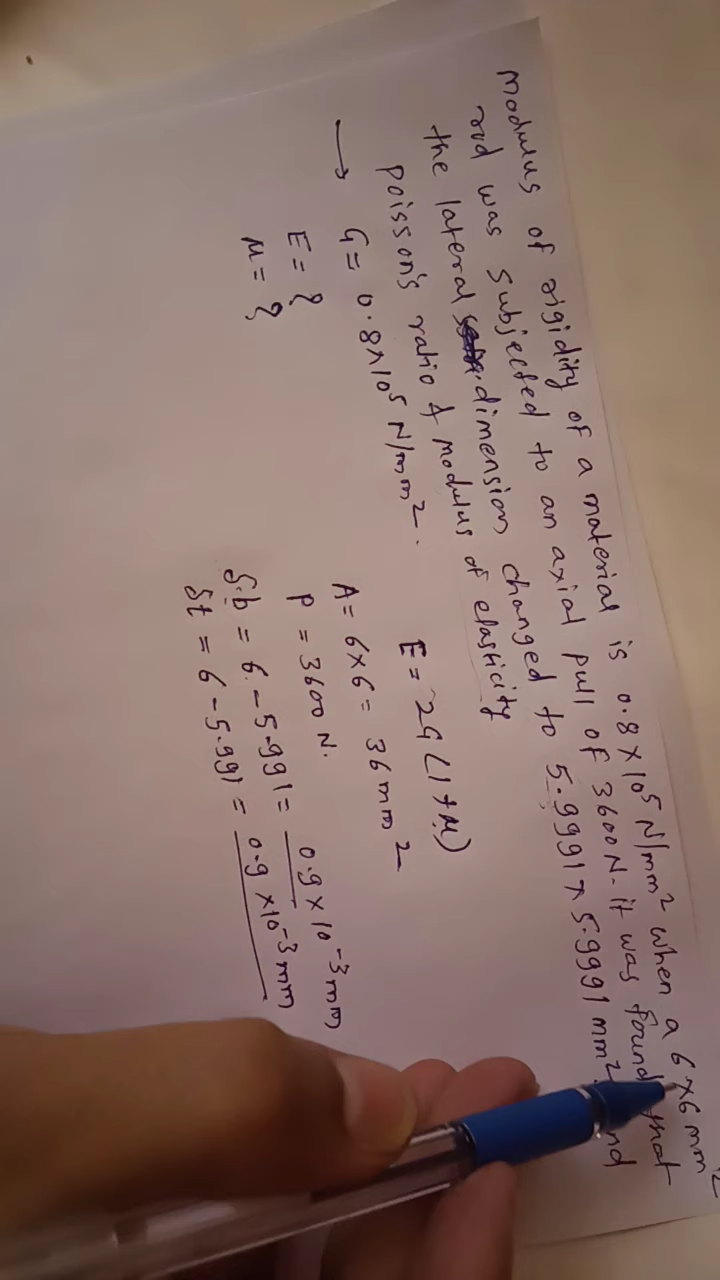 Modulus of rigidity of a material is 0.8×10⁵ N/mm² when a 6×6 mm²
rod was subjected to an axial pull of 3600 N. it was found that
the lateral dimension changed to 5.9991×5.9991 mm².
poisson's ratio & modulus of elasticity
→ G = 0.8×10⁵ N/mm².
E = ?
μ = ?
E = 2G (1+μ)
A = 6×6 = 36 mm²
P = 3600 N.
δb = 6 - 5.991 = 0.9×10⁻³ mm
δt = 6 - 5.991 = 0.9×10⁻³ mm